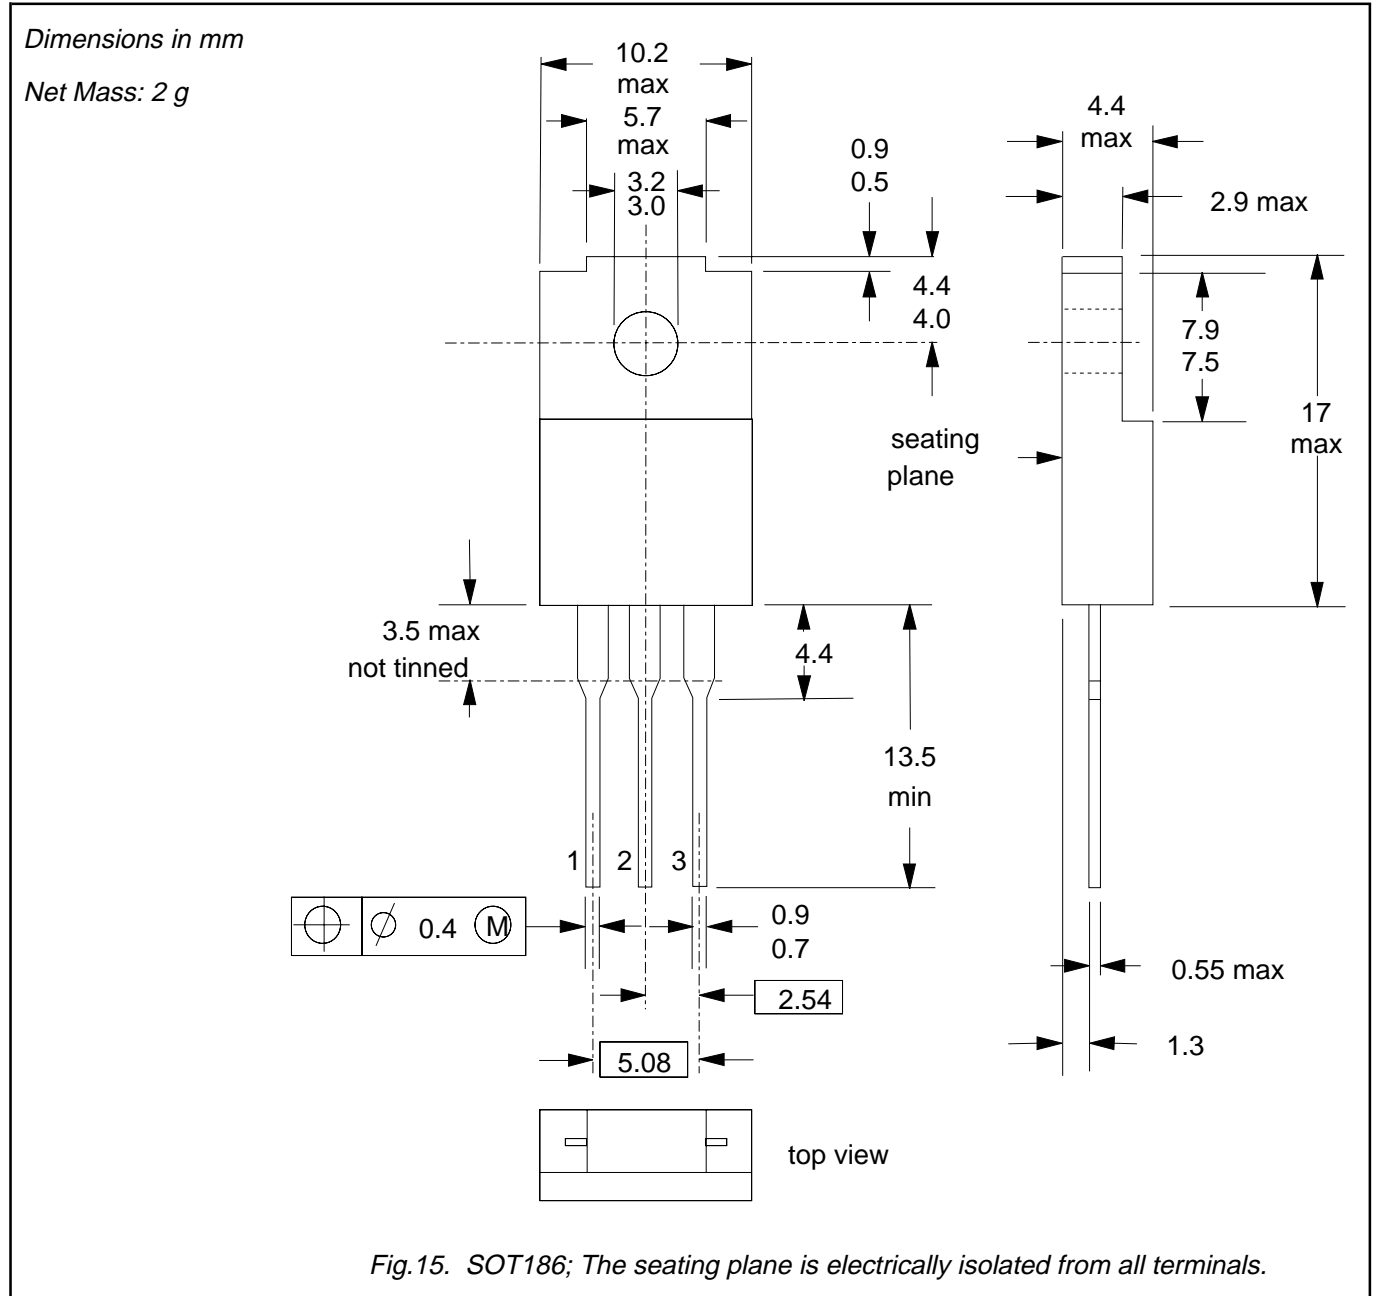 Dimensions in mm
Net Mass: 2 g
10.2
max
5.7
max
3.2
3.0
0.9
0.5
4.4
4.0
4.4
max
2.9 max
7.9
7.5
17
max
seating
plane
3.5 max
not tinned
4.4
13.5
min
1 2 3
0.4 M
0.9
0.7
2.54
5.08
0.55 max
1.3
top view
Fig.15. SOT186; The seating plane is electrically isolated from all terminals.